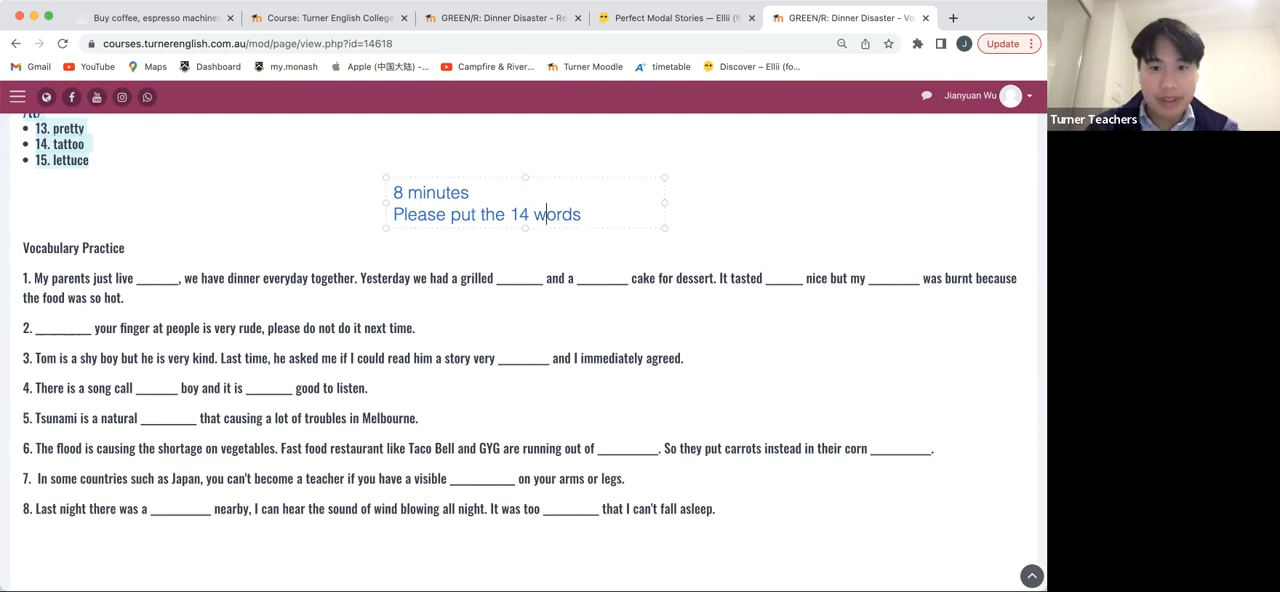 Buy coffee, espresso machines
Course: Turner English College
GREEN/R: Dinner Disaster - Re
Perfect Modal Stories — Ellii (fo
GREEN/R: Dinner Disaster - Vo
courses.turnerenglish.com.au/mod/page/view.php?id=14618
J
Update
Gmail
YouTube
Maps
Dashboard
my.monash
Apple (中国大陆) -...
Campfire & River...
Turner Moodle
timetable
Discover – Ellii (fo...
Jianyuan Wu
Turner Teachers
13. pretty
14. tattoo
15. lettuce
8 minutes
Please put the 14 words
Vocabulary Practice
1. My parents just live _______, we have dinner everyday together. Yesterday we had a grilled ________ and a _________ cake for dessert. It tasted ______ nice but my _________ was burnt because
the food was so hot.
2. __________ your finger at people is very rude, please do not do it next time.
3. Tom is a shy boy but he is very kind. Last time, he asked me if I could read him a story very _________ and I immediately agreed.
4. There is a song call _______ boy and it is ________ good to listen.
5. Tsunami is a natural __________ that causing a lot of troubles in Melbourne.
6. The flood is causing the shortage on vegetables. Fast food restaurant like Taco Bell and GYG are running out of ___________. So they put carrots instead in their corn ___________.
7. In some countries such as Japan, you can't become a teacher if you have a visible ____________ on your arms or legs.
8. Last night there was a ___________ nearby, I can hear the sound of wind blowing all night. It was too __________ that I can't fall asleep.